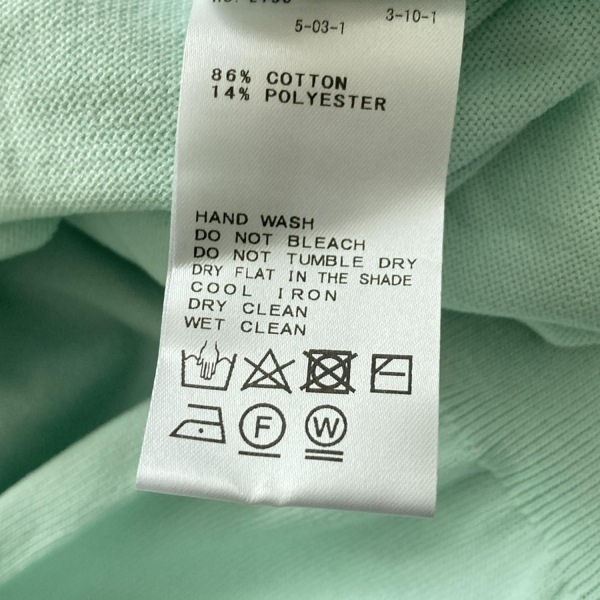 5-03-1 3-10-1
86% COTTON
14% POLYESTER
HAND WASH
DO NOT BLEACH
DO NOT TUMBLE DRY
DRY FLAT IN THE SHADE
COOL IRON
DRY CLEAN
WET CLEAN
F W